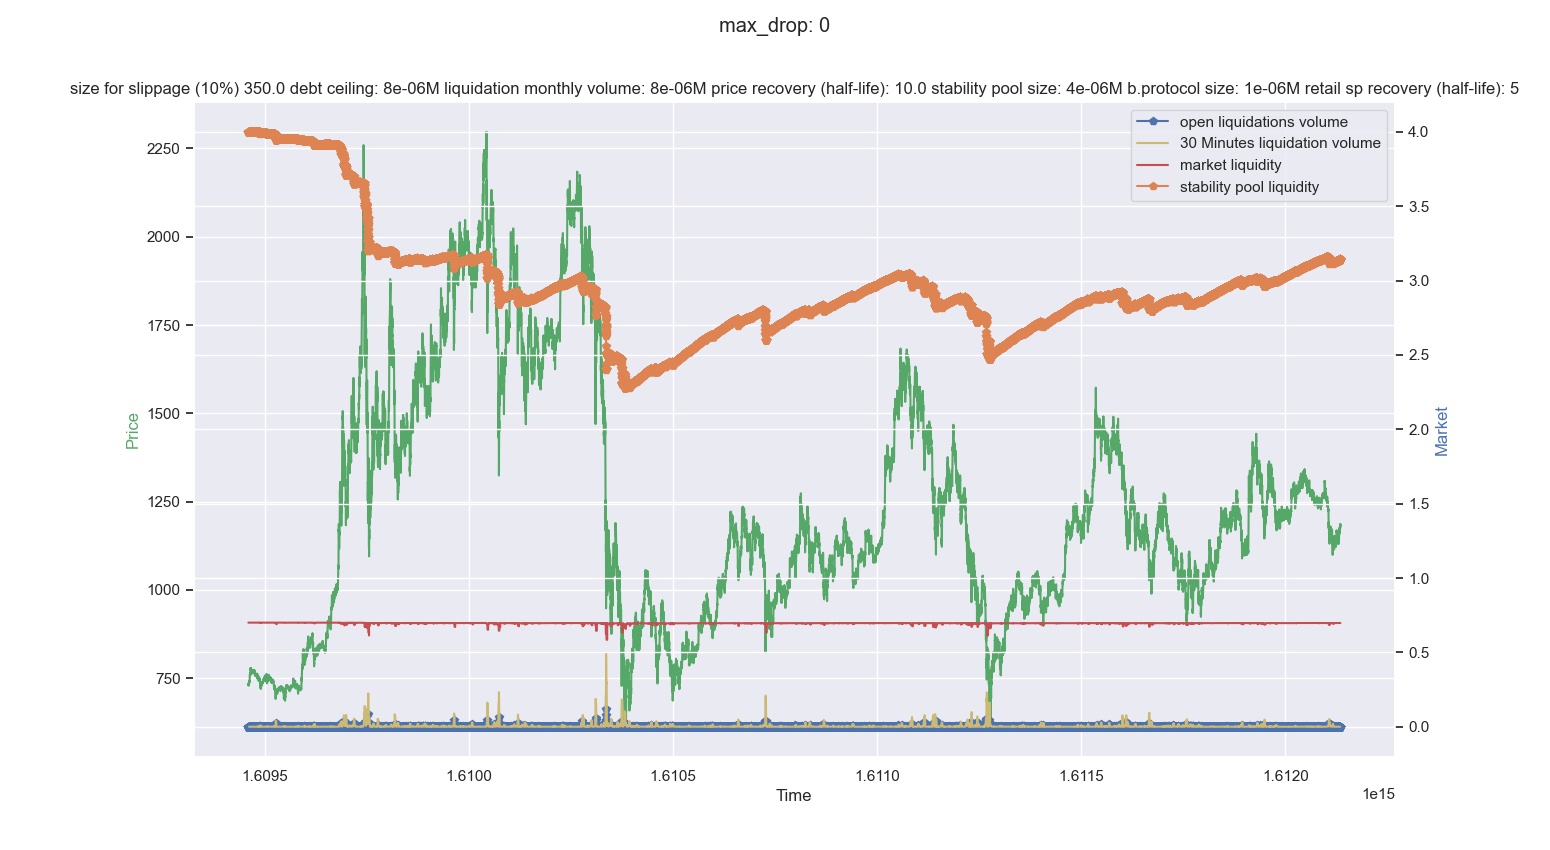 max_drop: 0
size for slippage (10%) 350.0 debt ceiling: 8e-06M liquidation monthly volume: 8e-06M price recovery (half-life): 10.0 stability pool size: 4e-06M b.protocol size: 1e-06M retail sp recovery (half-life): 5
open liquidations volume
30 Minutes liquidation volume
market liquidity
stability pool liquidity
2250
2000
1750
1500
1250
1000
750
Price
4.0
3.5
3.0
2.5
2.0
1.5
1.0
0.5
0.0
Market
1.6095 1.6100 1.6105 1.6110 1.6115 1.6120
Time
1e15